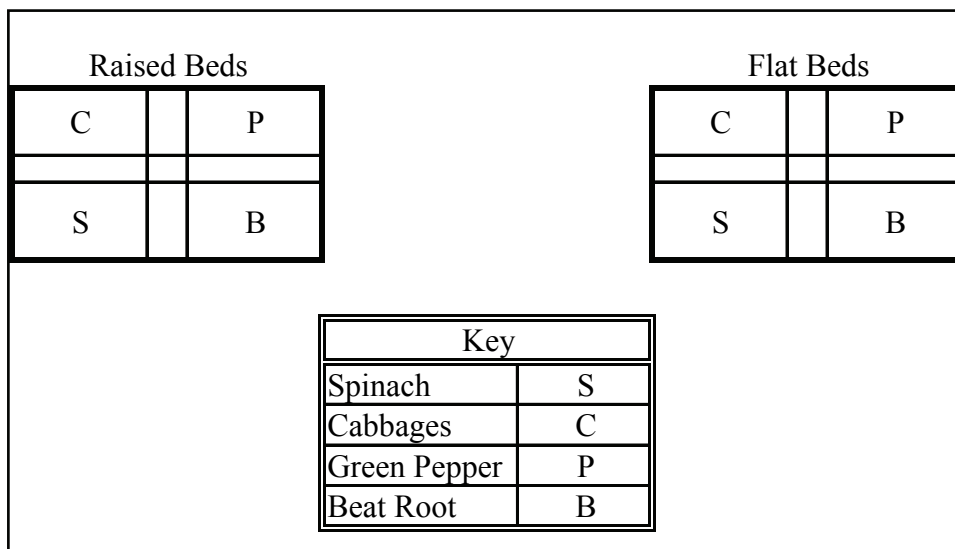 Raised Beds Flat Beds
C P C P
S B S B
Key
Spinach S
Cabbages C
Green Pepper P
Beat Root B